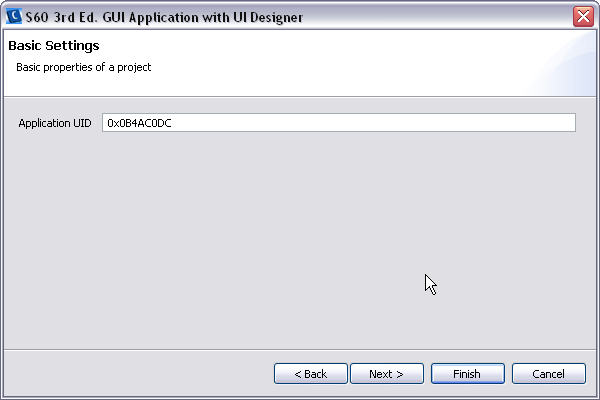 S60 3rd Ed. GUI Application with UI Designer
Basic Settings
Basic properties of a project
Application UID 0x0B4AC0DC
< Back Next > Finish Cancel